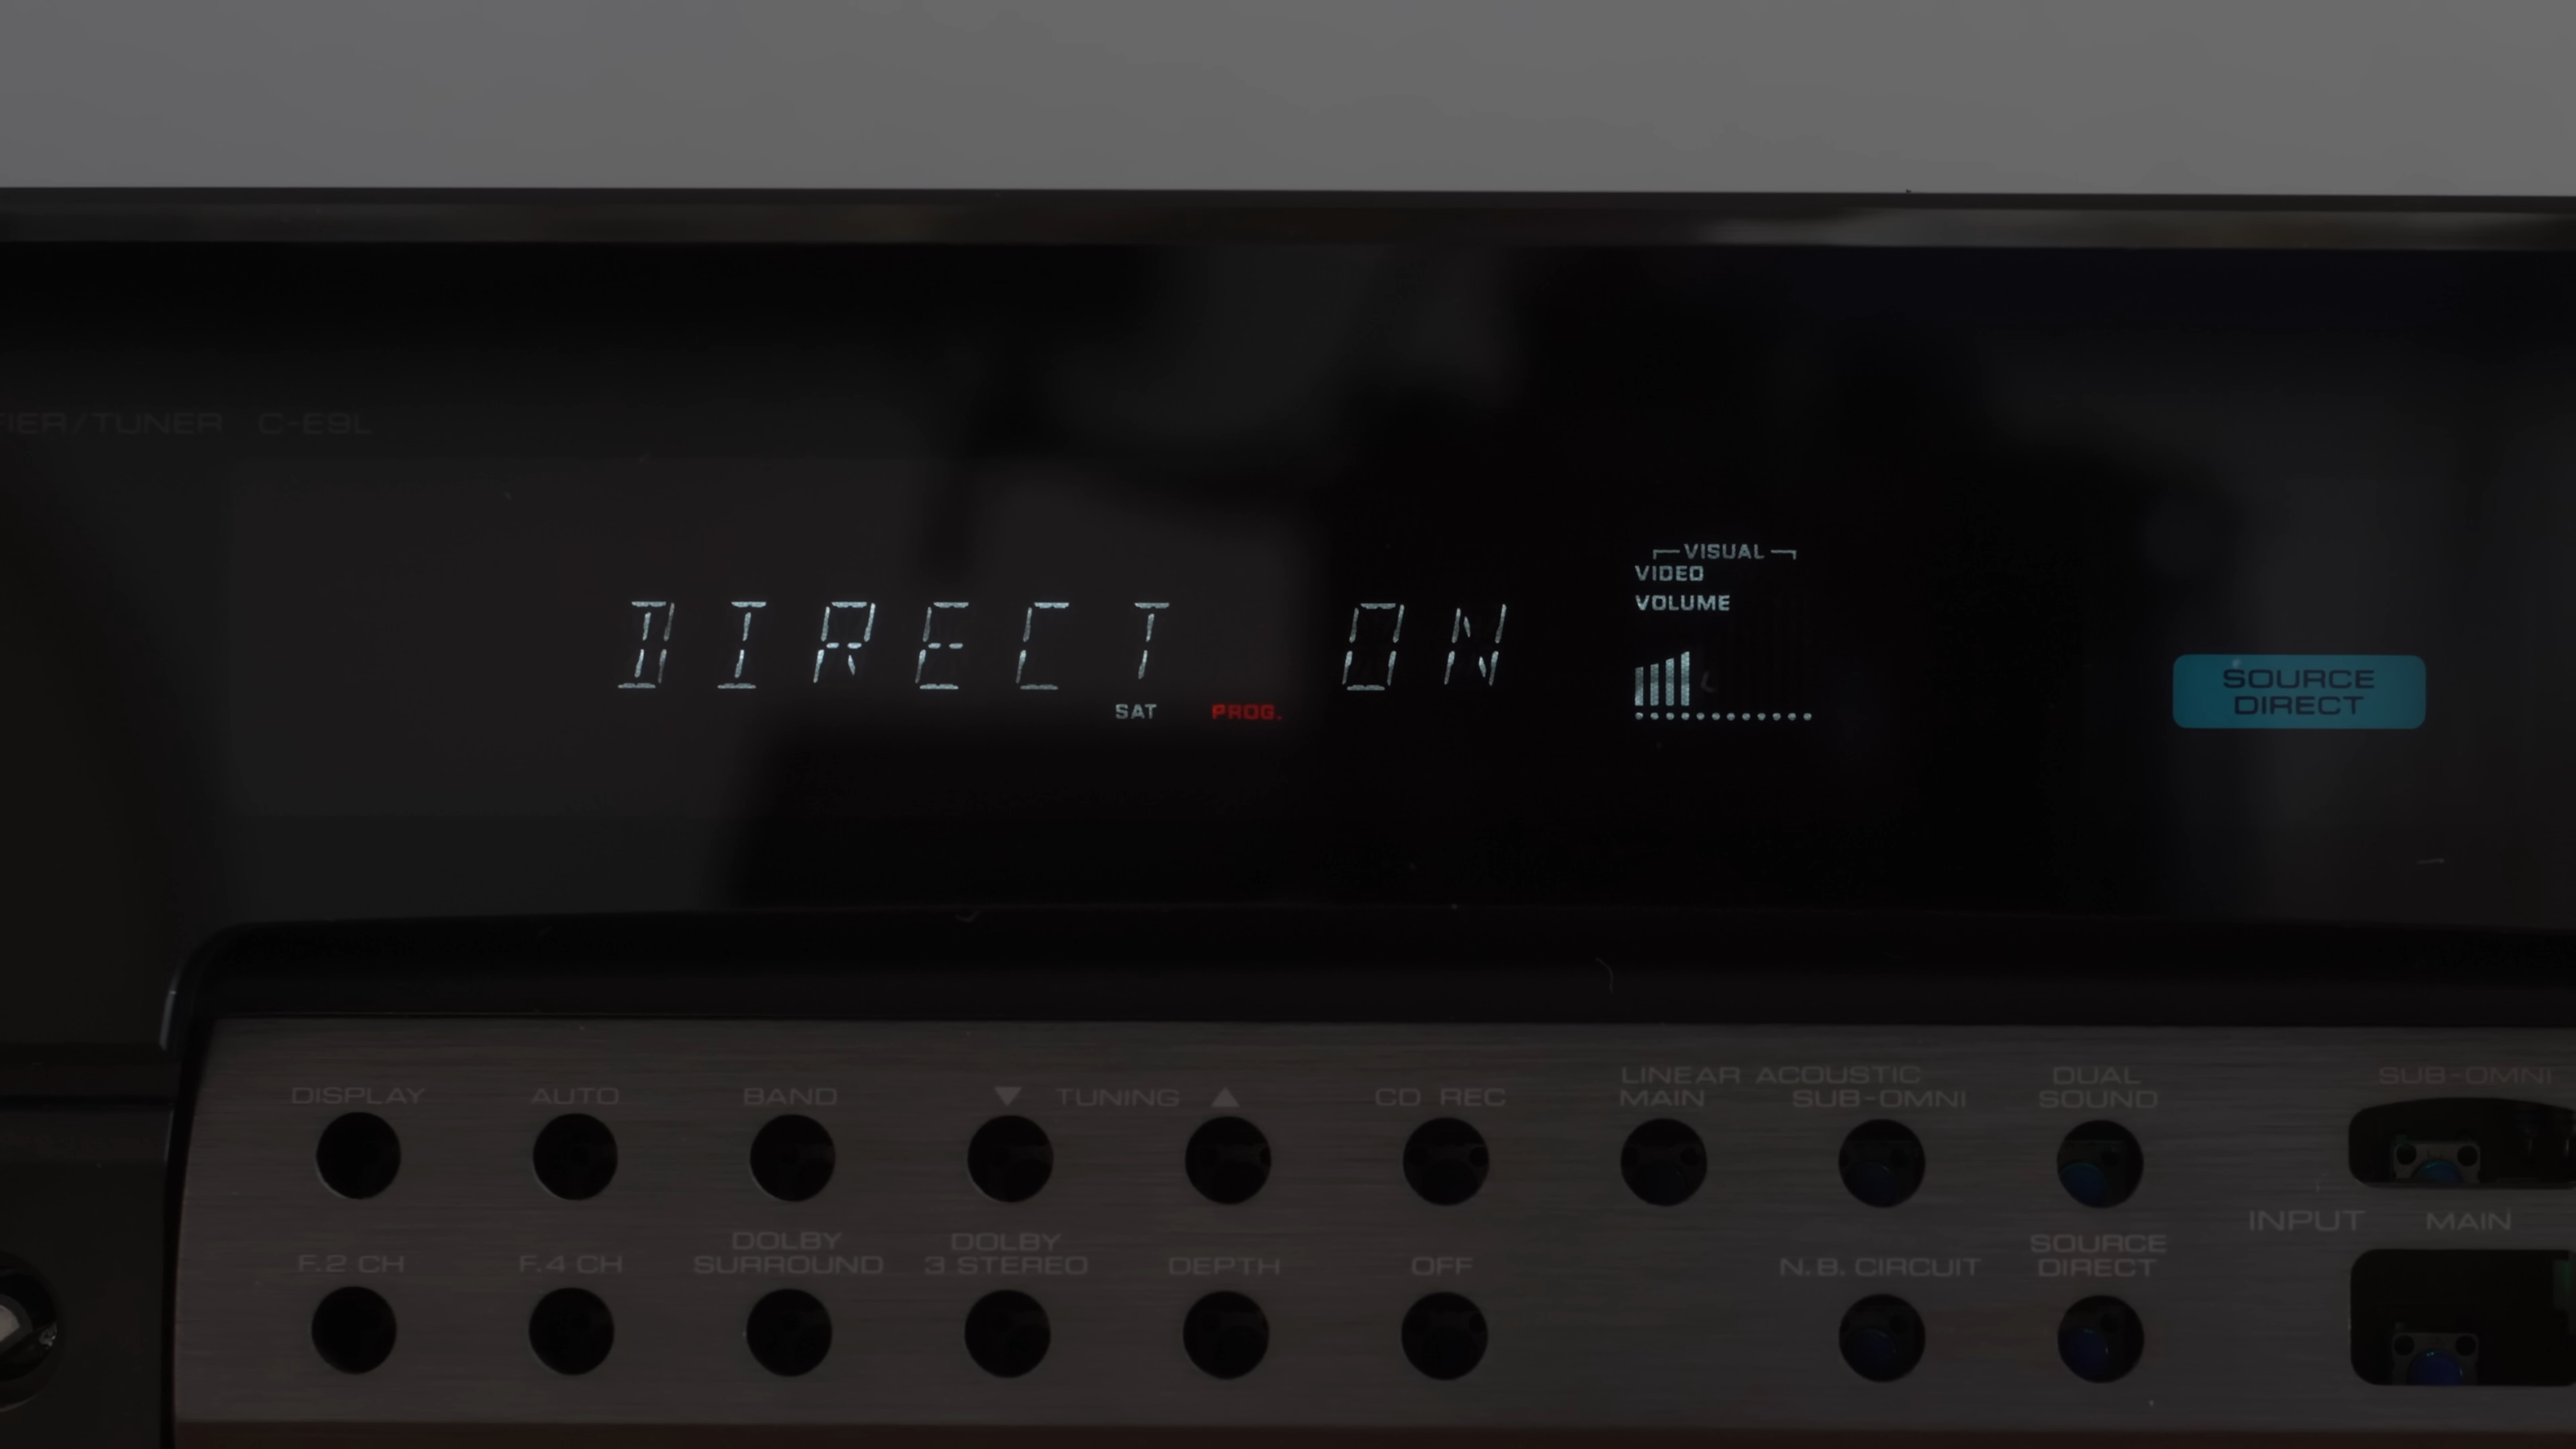 FIER/TUNER C-E9L
VISUAL
VIDEO
VOLUME
DIRECT ON
SAT PROG.
SOURCE
DIRECT
DISPLAY AUTO BAND ▼ TUNING ▲ CD REC
LINEAR ACOUSTIC
MAIN SUB-OMNI
DUAL
SOUND
SUB-OMNI
INPUT MAIN
F.2 CH F.4 CH
DOLBY
SURROUND
DOLBY
3 STEREO
DEPTH OFF
N.B. CIRCUIT
SOURCE
DIRECT